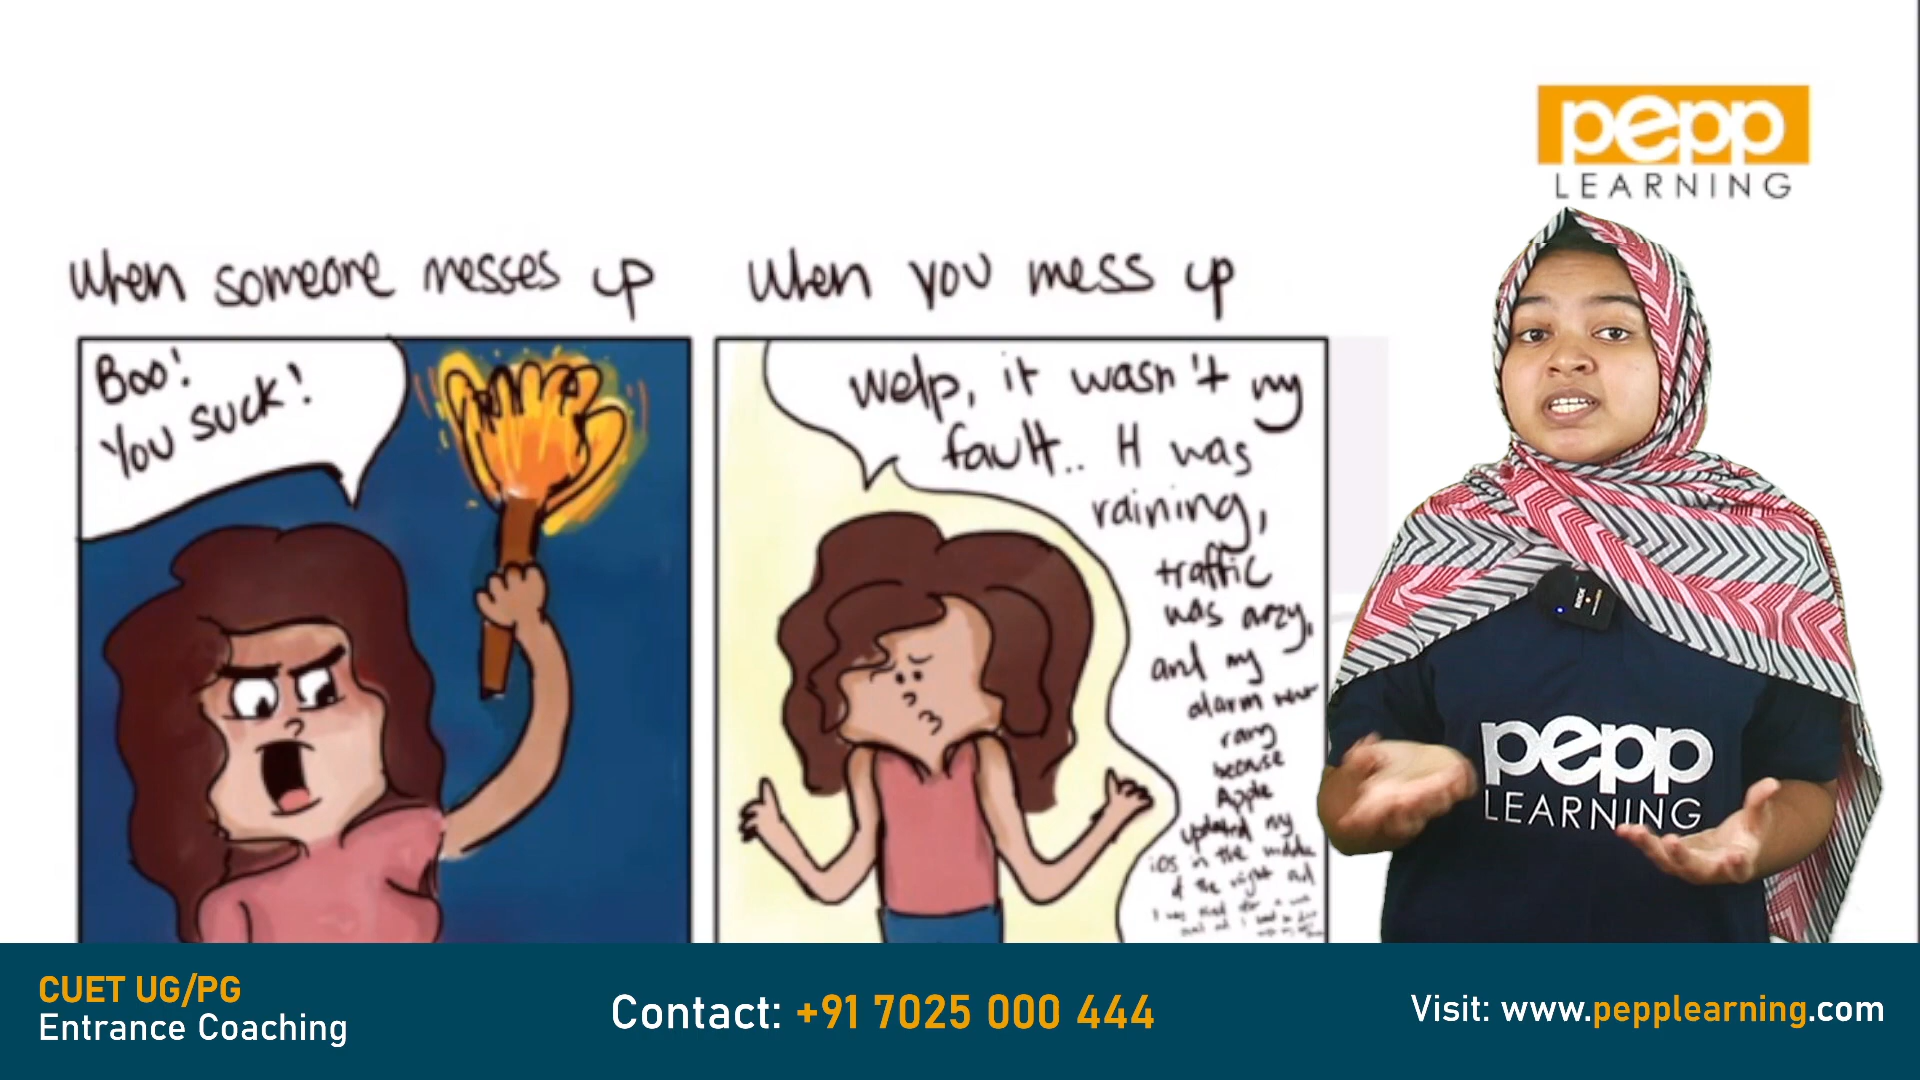 pepp
LEARNING
When someone messes up
When you mess up
Boo!
You suck!
Welp, it wasn't my
fault.. It was
raining,
traffic
was crazy,
and my
alarm never
rang
because
Apple
updated my
iOS in the middle
of the night and
pepp
LEARNING
CUET UG/PG
Entrance Coaching
Contact: +91 7025 000 444
Visit: www.pepplearning.com